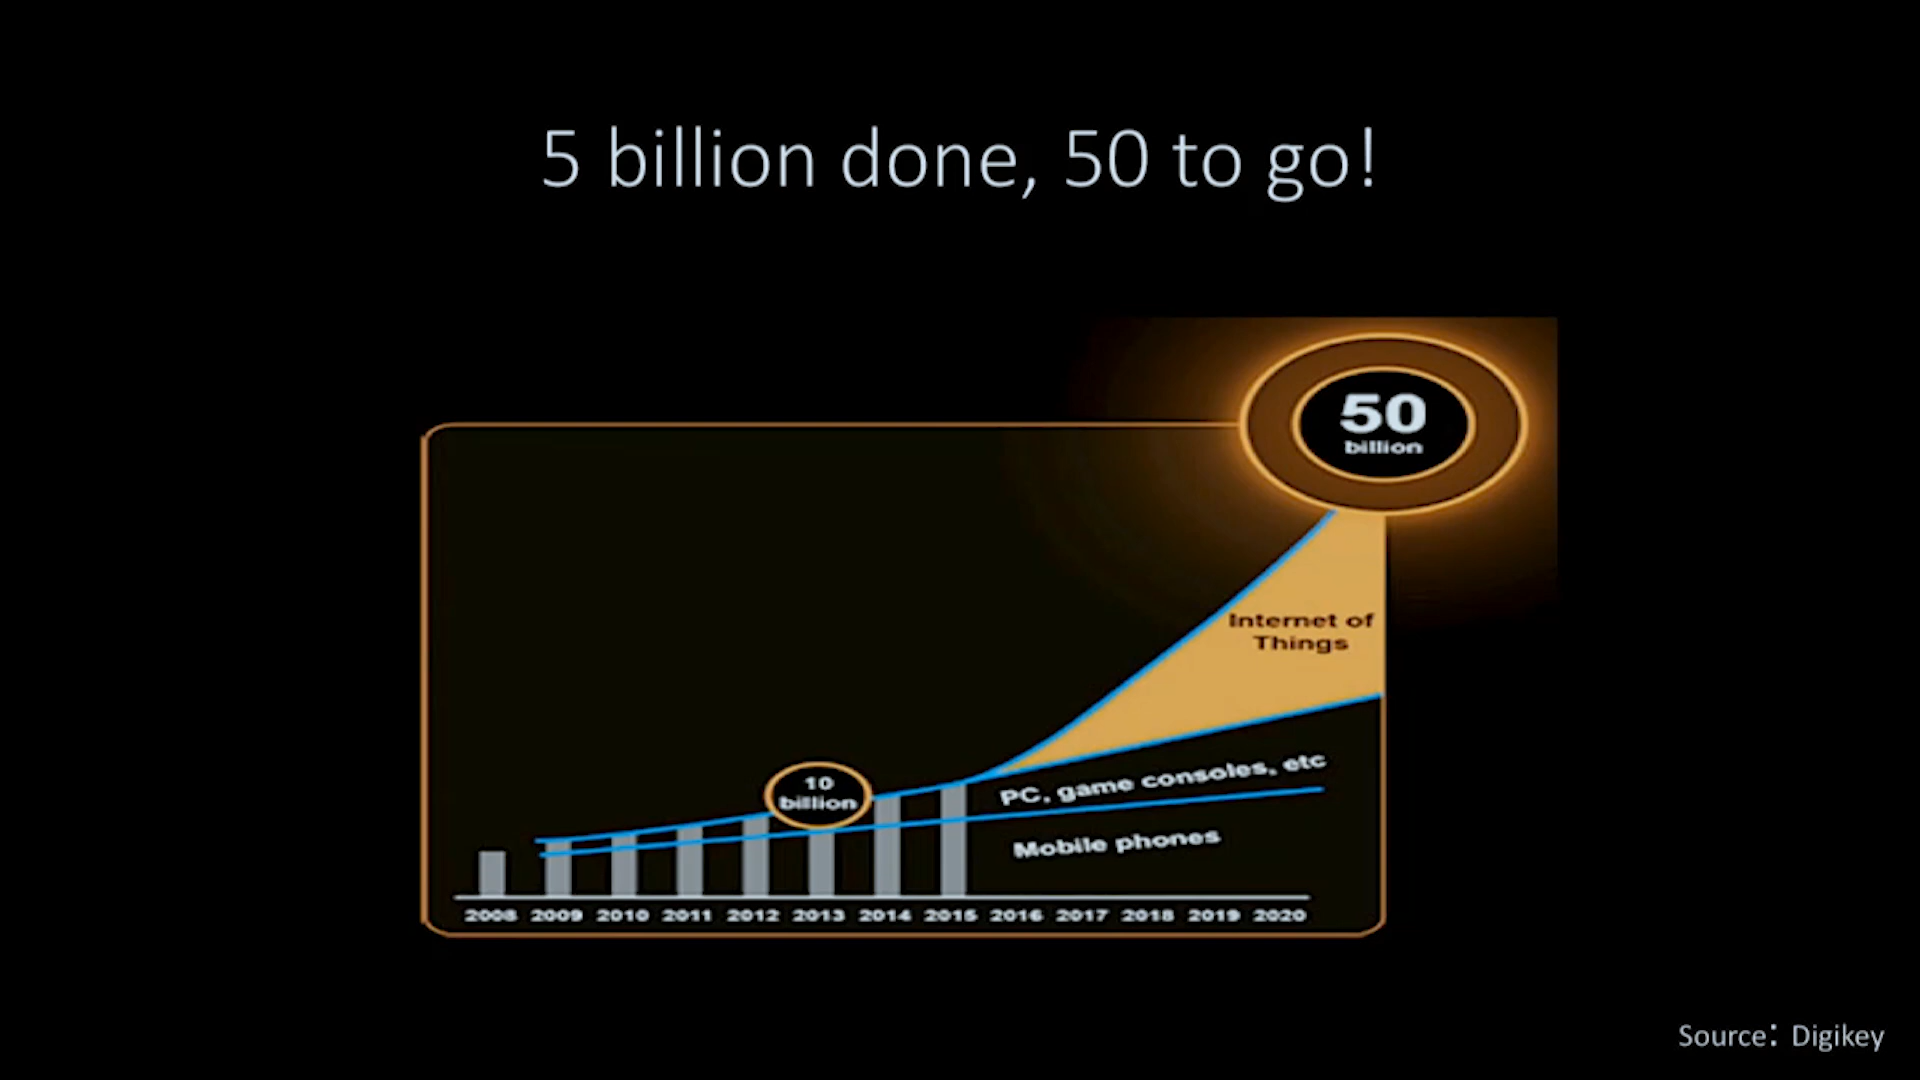 5 billion done, 50 to go!
50
billion
Internet of
Things
10
billion
PC, game consoles, etc
Mobile phones
2008 2009 2010 2011 2012 2013 2014 2015 2016 2017 2018 2019 2020
Source: Digikey